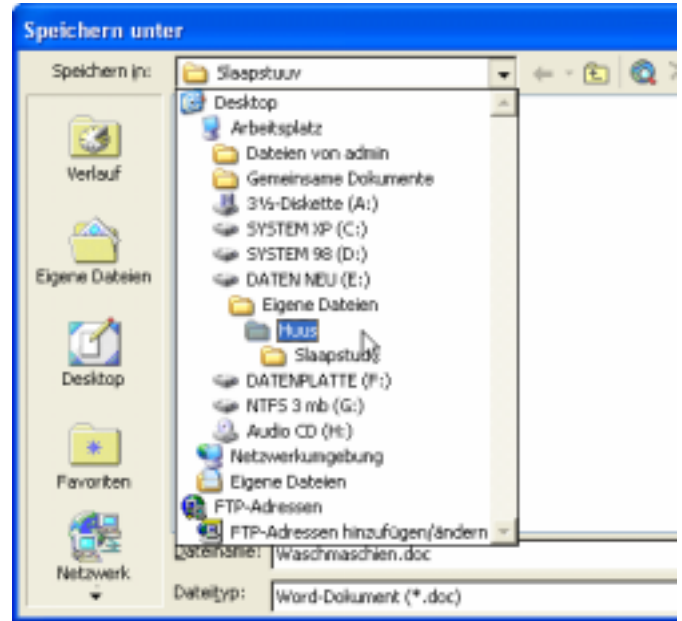 Speichern unter
Speichern in:
Slaapstuuv
Desktop
Arbeitsplatz
Dateien von admin
Gemeinsame Dokumente
3½-Diskette (A:)
SYSTEM XP (C:)
SYSTEM 98 (D:)
DATEN NEU (E:)
Eigene Dateien
Huus
Slaapstuuv
DATENPLATTE (F:)
NTFS 3 mb (G:)
Audio CD (H:)
Netzwerkumgebung
Eigene Dateien
FTP-Adressen
FTP-Adressen hinzufügen/ändern
Verlauf
Eigene Dateien
Desktop
Favoriten
Netzwerk
Dateiname: Waschmaschien.doc
Dateityp: Word-Dokument (*.doc)